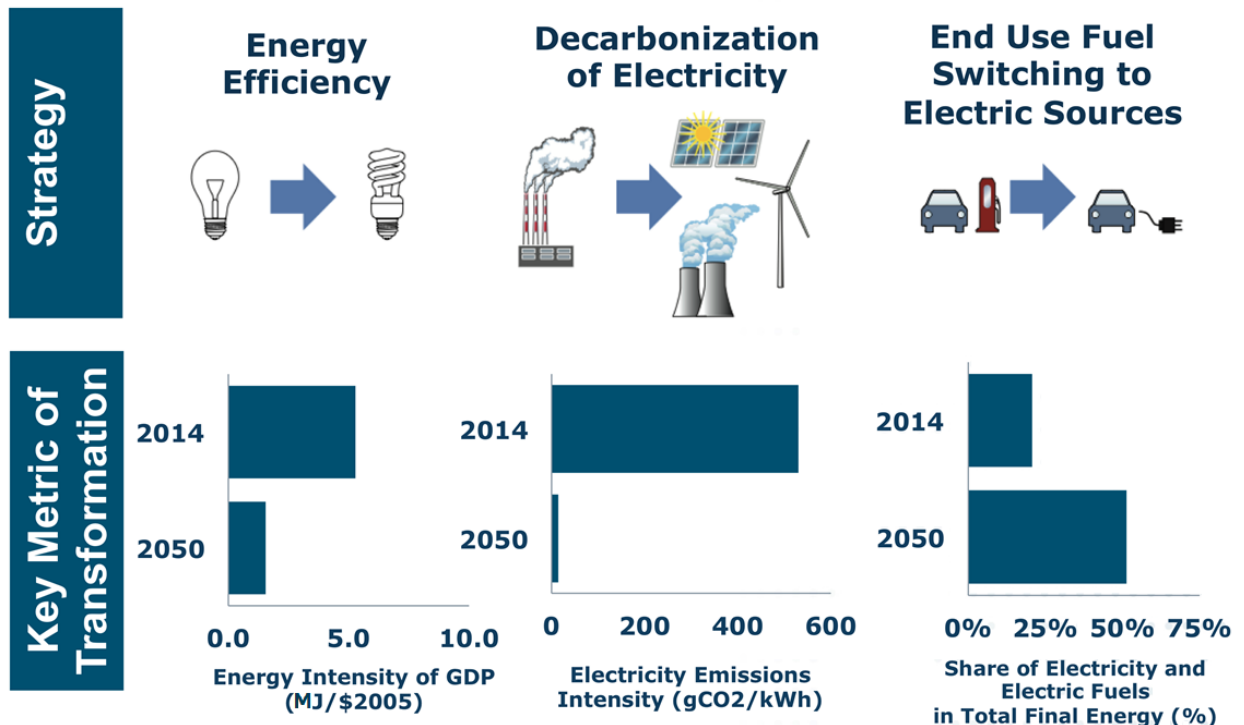 Strategy
Energy
Efficiency
Decarbonization
of Electricity
End Use Fuel
Switching to
Electric Sources
Key Metric of
Transformation
2014
2050
0.0 5.0 10.0
Energy Intensity of GDP
(MJ/$2005)
2014
2050
0 200 400 600
Electricity Emissions
Intensity (gCO2/kWh)
2014
2050
0% 25% 50% 75%
Share of Electricity and
Electric Fuels
in Total Final Energy (%)